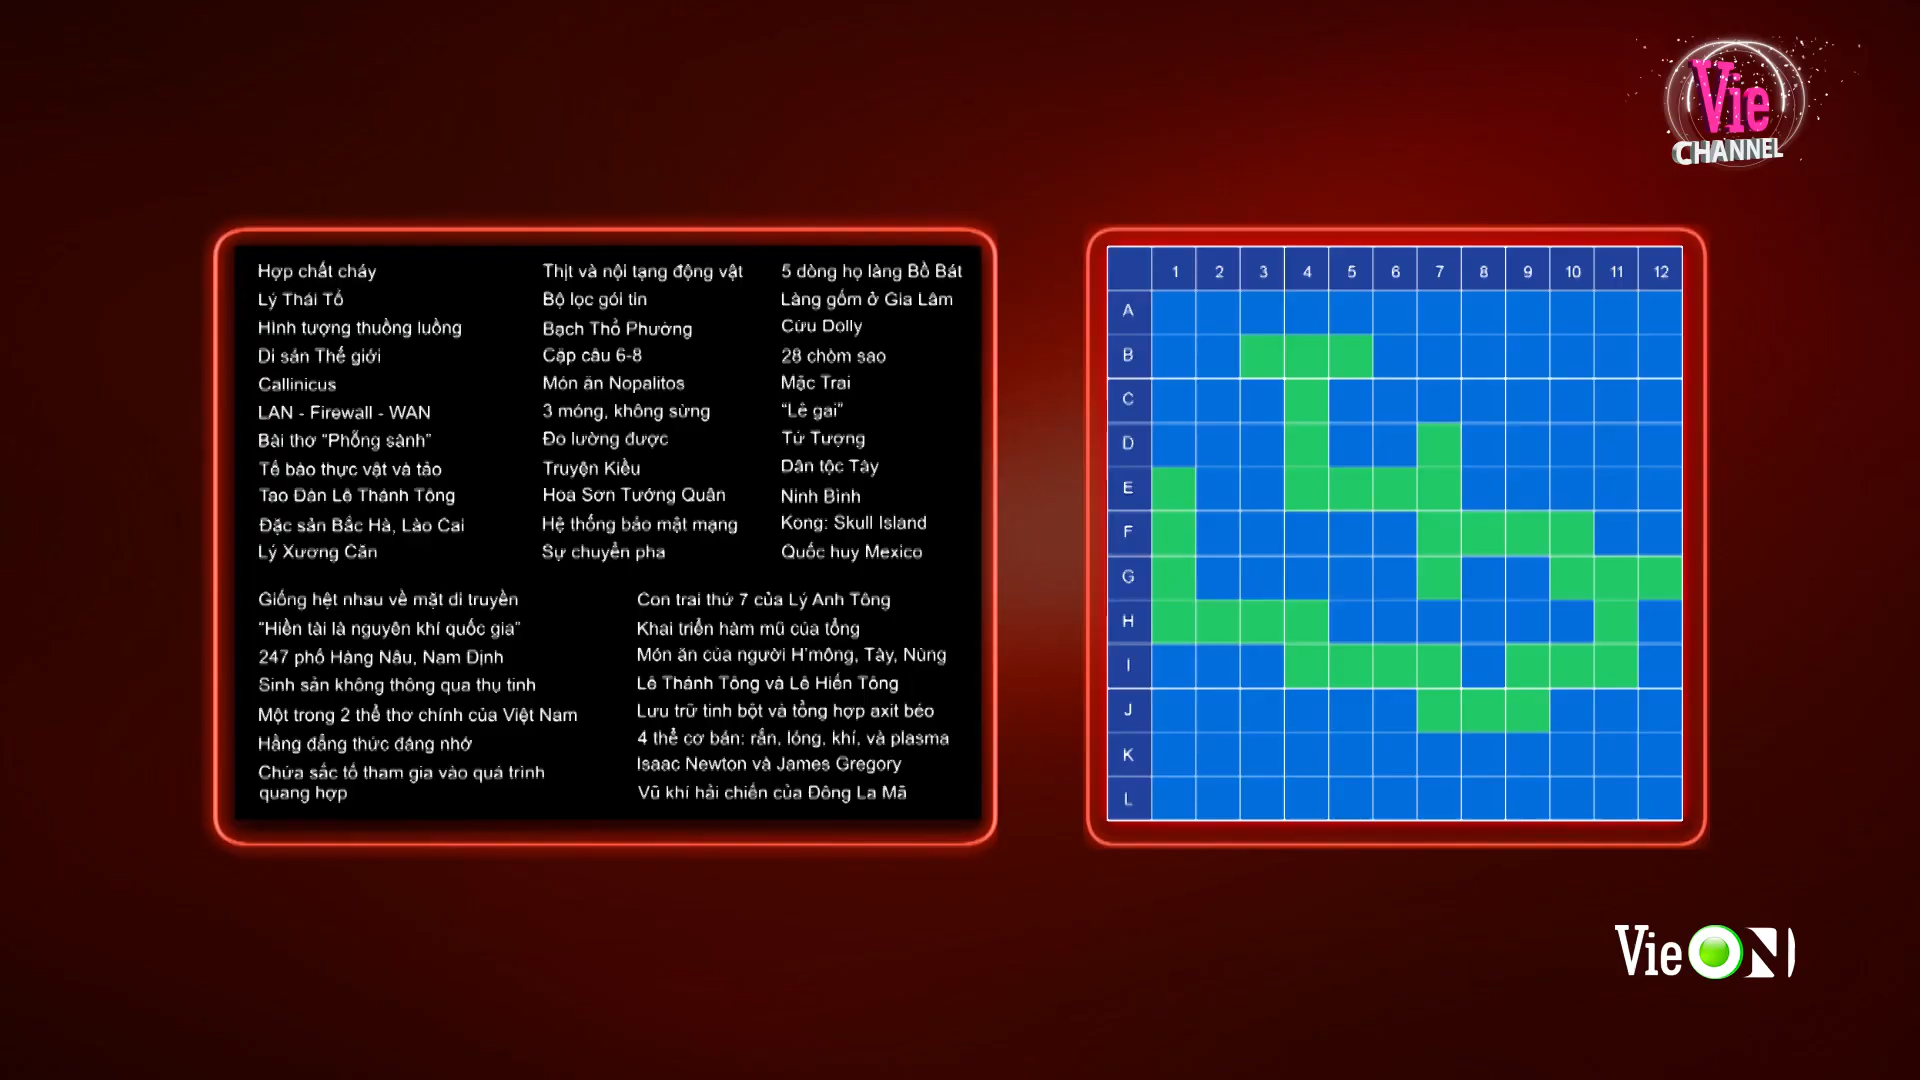 Vie
CHANNEL
Hợp chất cháy
Lý Thái Tổ
Hình tượng thuồng luồng
Di sản Thế giới
Callinicus
LAN - Firewall - WAN
Bài thơ “Phỗng sành”
Tế bào thực vật và tảo
Tao Đàn Lê Thánh Tông
Đặc sản Bắc Hà, Lào Cai
Lý Xương Căn
Thịt và nội tạng động vật
Bộ lọc gói tin
Bạch Thỏ Phường
Cặp câu 6-8
Món ăn Nopalitos
3 móng, không sừng
Đo lường được
Truyện Kiều
Hoa Sơn Tướng Quân
Hệ thống bảo mật mạng
Sự chuyển pha
5 dòng họ làng Bồ Bát
Làng gốm ở Gia Lâm
Cừu Dolly
28 chòm sao
Mặc Trai
“Lê gai”
Tứ Tượng
Dân tộc Tày
Ninh Bình
Kong: Skull Island
Quốc huy Mexico
Giống hệt nhau về mặt di truyền
“Hiền tài là nguyên khí quốc gia”
247 phố Hàng Nâu, Nam Định
Sinh sản không thông qua thụ tinh
Một trong 2 thể thơ chính của Việt Nam
Hằng đẳng thức đáng nhớ
Chứa sắc tố tham gia vào quá trình
quang hợp
Con trai thứ 7 của Lý Anh Tông
Khai triển hàm mũ của tổng
Món ăn của người H’mông, Tày, Nùng
Lê Thánh Tông và Lê Hiến Tông
Lưu trữ tinh bột và tổng hợp axit béo
4 thể cơ bản: rắn, lỏng, khí, và plasma
Isaac Newton và James Gregory
Vũ khí hải chiến của Đông La Mã
1 2 3 4 5 6 7 8 9 10 11 12
A
B
C
D
E
F
G
H
I
J
K
L
VieON